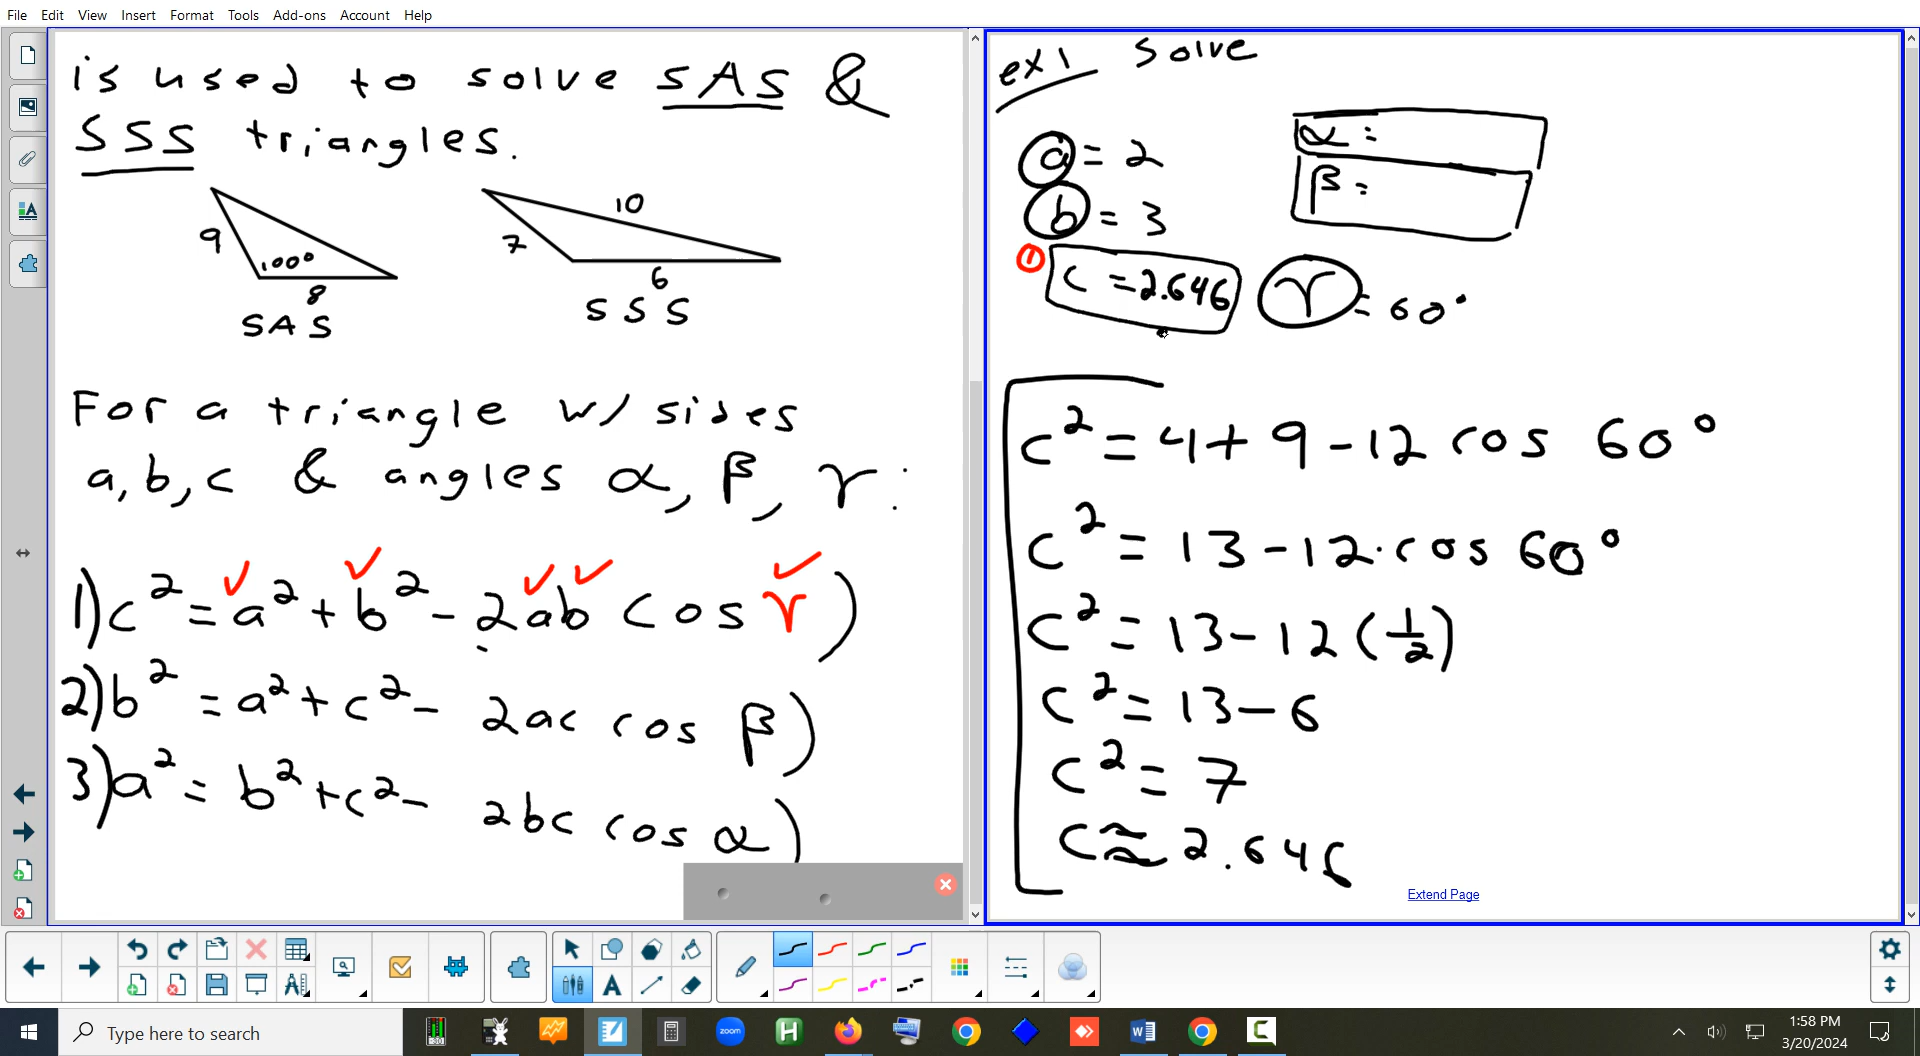 File Edit View Insert Format Tools Add-ons Account Help
is used to solve SAS &
SSS triangles.
9
100°
8
SAS
10
7
6
SSS
For a triangle w/ sides
a, b, c & angles α, β, γ:
1) c² = a² + b² - 2ab cos γ)
2) b² = a² + c² - 2ac cos β)
3) a² = b² + c² - 2bc cos α)
ex1 Solve
a = 2
b = 3
① c = 2.646
γ = 60°
α =
β =
c² = 4 + 9 - 12 cos 60°
c² = 13 - 12 · cos 60°
c² = 13 - 12 (1/2)
c² = 13 - 6
c² = 7
c ≈ 2.646
Extend Page
Type here to search
zoom
1:58 PM
3/20/2024